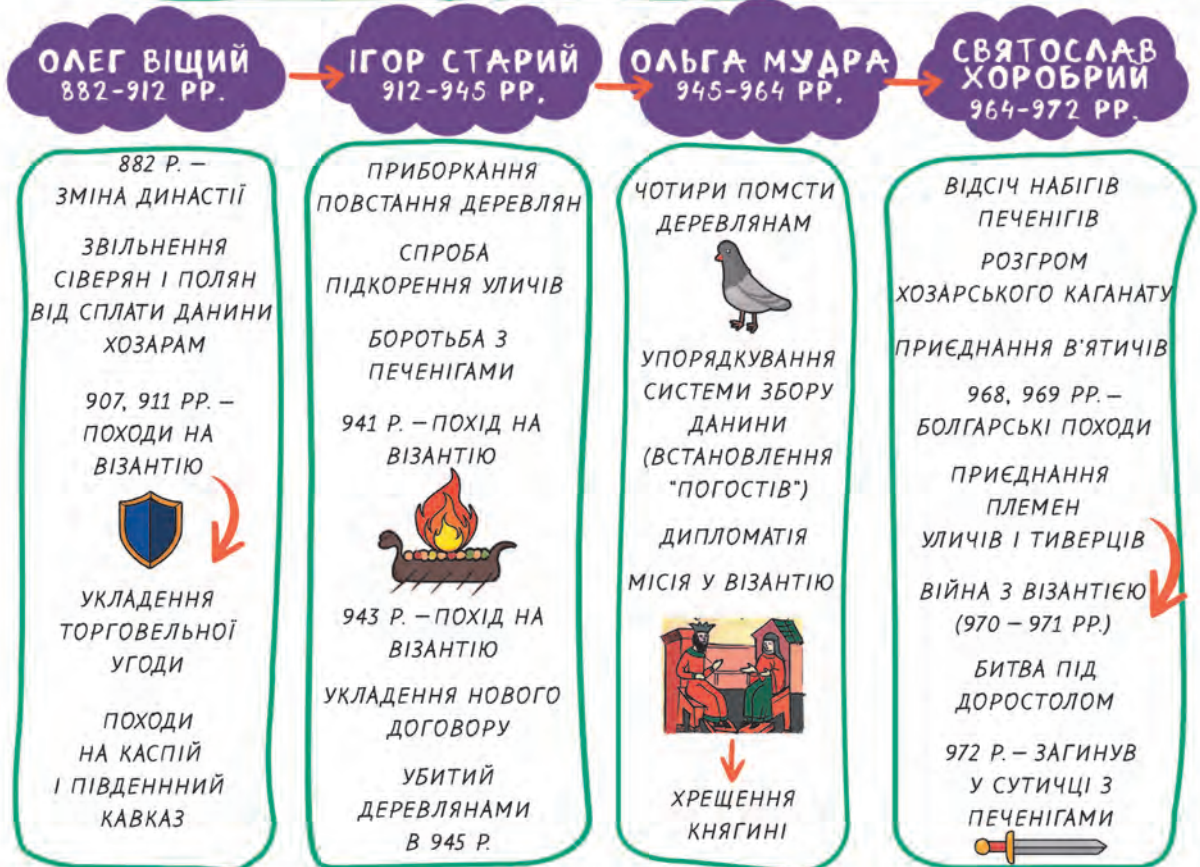 ОЛЕГ ВІЩИЙ
882-912 РР.
882 Р. –
ЗМІНА ДИНАСТІЇ
ЗВІЛЬНЕННЯ
СІВЕРЯН І ПОЛЯН
ВІД СПЛАТИ ДАНИНИ
ХОЗАРАМ
907, 911 РР. –
ПОХОДИ НА
ВІЗАНТІЮ
УКЛАДЕННЯ
ТОРГОВЕЛЬНОЇ
УГОДИ
ПОХОДИ
НА КАСПІЙ
І ПІВДЕННННИЙ
КАВКАЗ
ІГОР СТАРИЙ
912-945 РР.
ПРИБОРКАННЯ
ПОВСТАННЯ ДЕРЕВЛЯН
СПРОБА
ПІДКОРЕННЯ УЛИЧІВ
БОРОТЬБА З
ПЕЧЕНІГАМИ
941 Р. – ПОХІД НА
ВІЗАНТІЮ
943 Р. – ПОХІД НА
ВІЗАНТІЮ
УКЛАДЕННЯ НОВОГО
ДОГОВОРУ
УБИТИЙ
ДЕРЕВЛЯНАМИ
В 945 Р.
ОЛЬГА МУДРА
945-964 РР.
ЧОТИРИ ПОМСТИ
ДЕРЕВЛЯНАМ
УПОРЯДКУВАННЯ
СИСТЕМИ ЗБОРУ
ДАНИНИ
(ВСТАНОВЛЕННЯ
"ПОГОСТІВ")
ДИПЛОМАТІЯ
МІСІЯ У ВІЗАНТІЮ
ХРЕЩЕННЯ
КНЯГИНІ
СВЯТОСЛАВ
ХОРОБРИЙ
964-972 РР.
ВІДСІЧ НАБІГІВ
ПЕЧЕНІГІВ
РОЗГРОМ
ХОЗАРСЬКОГО КАГАНАТУ
ПРИЄДНАННЯ В'ЯТИЧІВ
968, 969 РР. –
БОЛГАРСЬКІ ПОХОДИ
ПРИЄДНАННЯ
ПЛЕМЕН
УЛИЧІВ І ТИВЕРЦІВ
ВІЙНА З ВІЗАНТІЄЮ
(970 – 971 РР.)
БИТВА ПІД
ДОРОСТОЛОМ
972 Р. – ЗАГИНУВ
У СУТИЧЦІ З
ПЕЧЕНІГАМИ